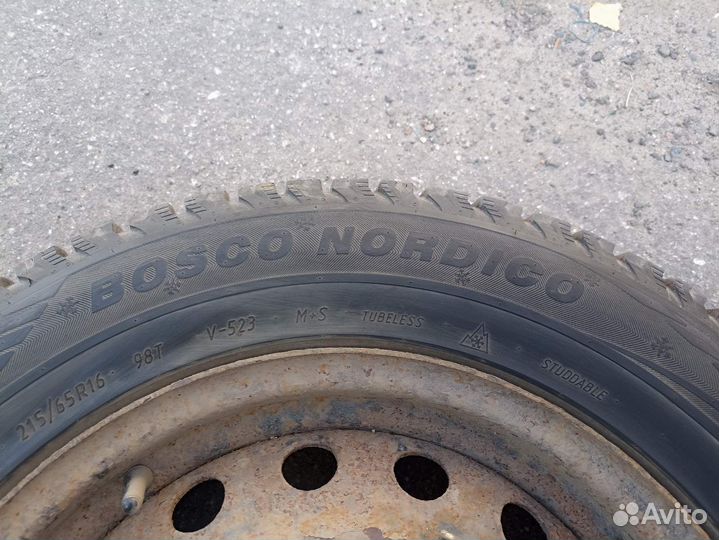 BOSCO NORDICO
215/65R16 98T V-523 M+S TUBELESS STUDDABLE
Avito